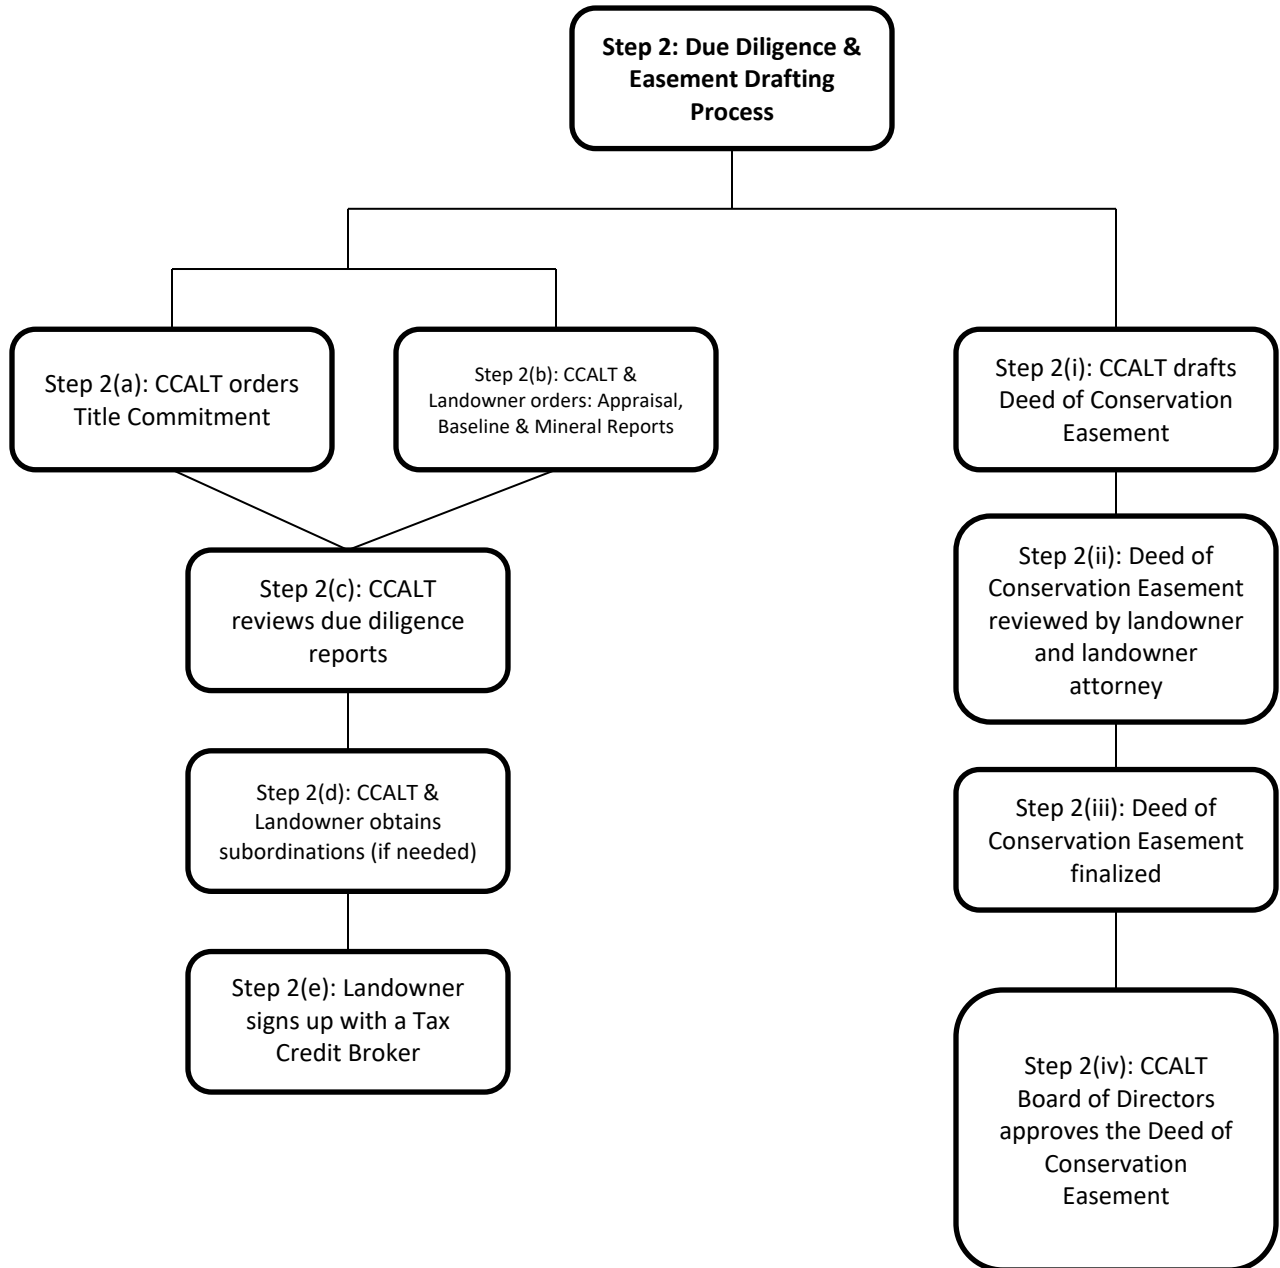 Step 2: Due Diligence &
Easement Drafting
Process
Step 2(a): CCALT orders
Title Commitment
Step 2(b): CCALT &
Landowner orders: Appraisal,
Baseline & Mineral Reports
Step 2(c): CCALT
reviews due diligence
reports
Step 2(d): CCALT &
Landowner obtains
subordinations (if needed)
Step 2(e): Landowner
signs up with a Tax
Credit Broker
Step 2(i): CCALT drafts
Deed of Conservation
Easement
Step 2(ii): Deed of
Conservation Easement
reviewed by landowner
and landowner
attorney
Step 2(iii): Deed of
Conservation Easement
finalized
Step 2(iv): CCALT
Board of Directors
approves the Deed of
Conservation
Easement